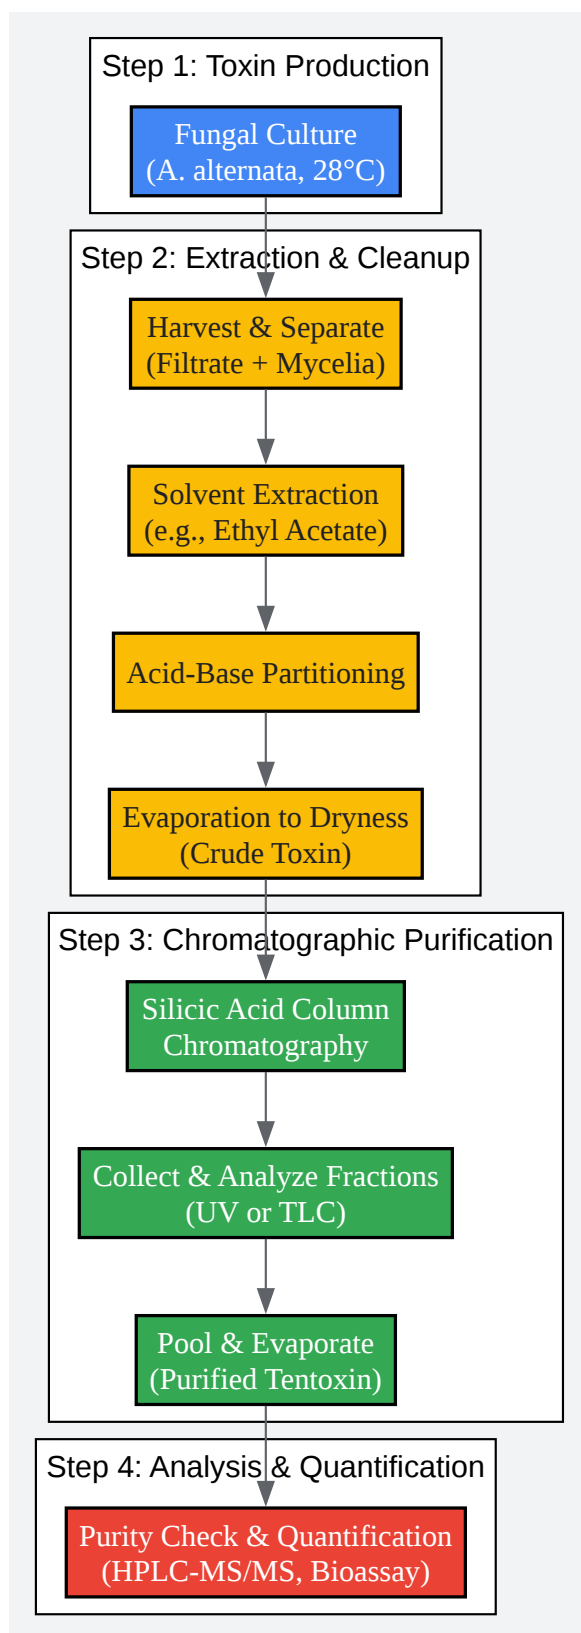 Step 1: Toxin Production
Fungal Culture
(A. alternata, 28°C)
Step 2: Extraction & Cleanup
Harvest & Separate
(Filtrate + Mycelia)
Solvent Extraction
(e.g., Ethyl Acetate)
Acid-Base Partitioning
Evaporation to Dryness
(Crude Toxin)
Step 3: Chromatographic Purification
Silicic Acid Column
Chromatography
Collect & Analyze Fractions
(UV or TLC)
Pool & Evaporate
(Purified Tentoxin)
Step 4: Analysis & Quantification
Purity Check & Quantification
(HPLC-MS/MS, Bioassay)